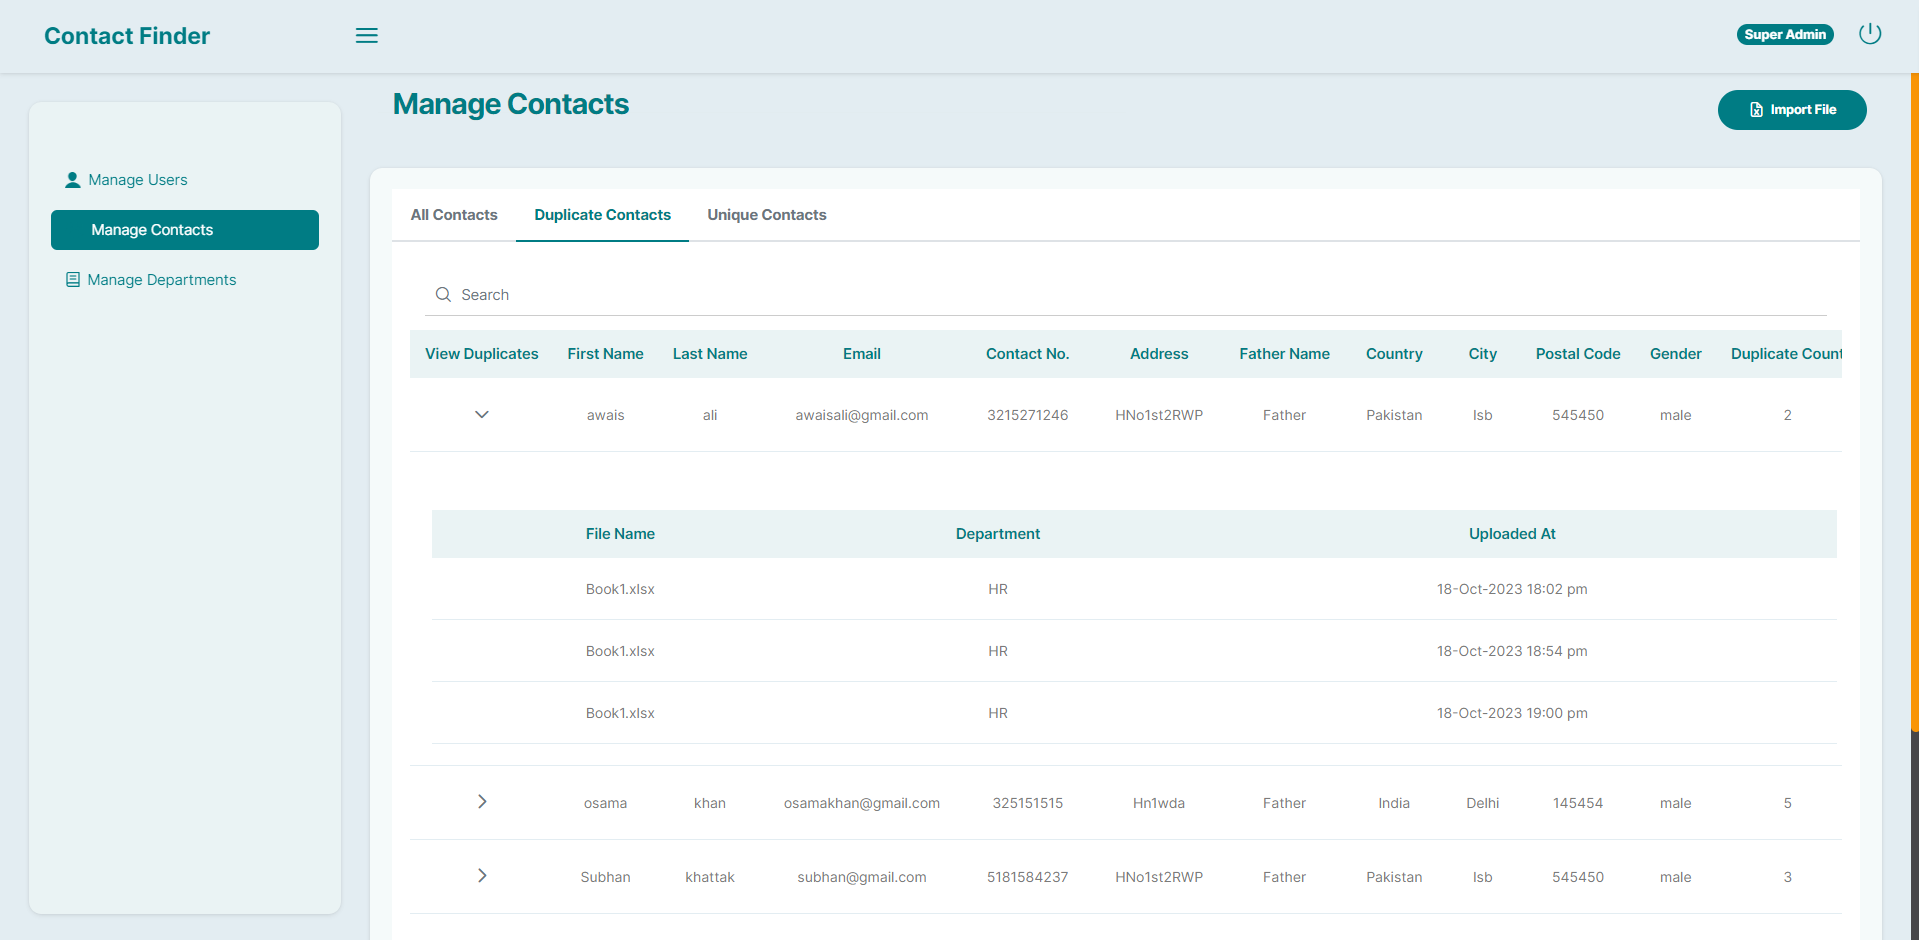 Contact Finder
Super Admin
Manage Contacts
Import File
Manage Users
Manage Contacts
Manage Departments
All Contacts Duplicate Contacts Unique Contacts
Search
View Duplicates First Name Last Name Email Contact No. Address Father Name Country City Postal Code Gender Duplicate Count
awais ali awaisali@gmail.com 3215271246 HNo1st2RWP Father Pakistan Isb 545450 male 2
File Name Department Uploaded At
Book1.xlsx HR 18-Oct-2023 18:02 pm
Book1.xlsx HR 18-Oct-2023 18:54 pm
Book1.xlsx HR 18-Oct-2023 19:00 pm
osama khan osamakhan@gmail.com 325151515 Hn1wda Father India Delhi 145454 male 5
Subhan khattak subhan@gmail.com 5181584237 HNo1st2RWP Father Pakistan Isb 545450 male 3